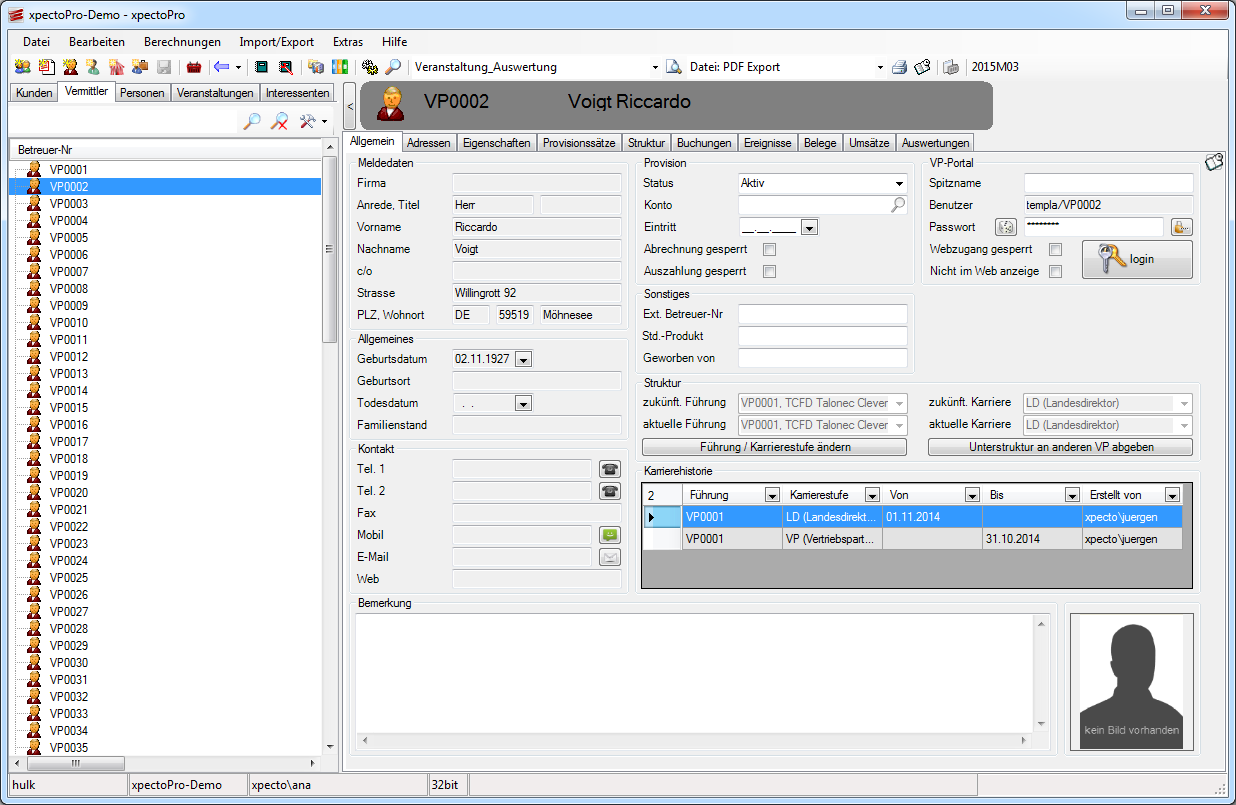 xpectoPro-Demo - xpectoPro
Datei Bearbeiten Berechnungen Import/Export Extras Hilfe
Veranstaltung_Auswertung Datei: PDF Export 2015M03
Kunden Vermittler Personen Veranstaltungen Interessenten
Betreuer-Nr
VP0001
VP0002
VP0003
VP0004
VP0005
VP0006
VP0007
VP0008
VP0009
VP0010
VP0011
VP0012
VP0013
VP0014
VP0015
VP0016
VP0017
VP0018
VP0019
VP0020
VP0021
VP0022
VP0023
VP0024
VP0025
VP0026
VP0027
VP0028
VP0029
VP0030
VP0031
VP0032
VP0033
VP0034
VP0035
<
VP0002 Voigt Riccardo
Allgemein Adressen Eigenschaften Provisionssätze Struktur Buchungen Ereignisse Belege Umsätze Auswertungen
Meldedaten
Firma
Anrede, Titel Herr
Vorname Riccardo
Nachname Voigt
c/o
Strasse Willingrott 92
PLZ, Wohnort DE 59519 Möhnesee
Allgemeines
Geburtsdatum 02.11.1927
Geburtsort
Todesdatum . .
Familienstand
Kontakt
Tel. 1
Tel. 2
Fax
Mobil
E-Mail
Web
Provision
Status Aktiv
Konto
Eintritt __.__.____
Abrechnung gesperrt
Auszahlung gesperrt
Sonstiges
Ext. Betreuer-Nr
Std.-Produkt
Geworben von
VP-Portal
Spitzname
Benutzer templa/VP0002
Passwort ********
Webzugang gesperrt
Nicht im Web anzeige
login
Struktur
zukünft. Führung VP0001, TCFD Talonec Clever zukünft. Karriere LD (Landesdirektor)
aktuelle Führung VP0001, TCFD Talonec Clever aktuelle Karriere LD (Landesdirektor)
Führung / Karrierestufe ändern Unterstruktur an anderen VP abgeben
Karrierehistorie
2 Führung Karrierestufe Von Bis Erstellt von
VP0001 LD (Landesdirekt... 01.11.2014 xpecto\juergen
VP0001 VP (Vertriebspart... 31.10.2014 xpecto\juergen
Bemerkung
kein Bild vorhanden
hulk xpectoPro-Demo xpecto\ana 32bit